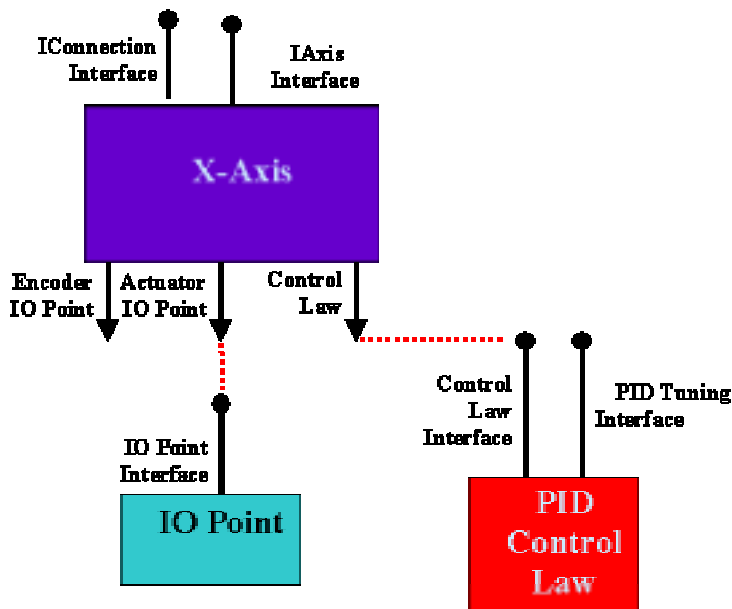 IConnection
Interface
IAxis
Interface
X-Axis
Encoder
IO Point
Actuator
IO Point
Control
Law
Control
Law
Interface
PID Tuning
Interface
IO Point
Interface
IO Point
PID
Control
Law